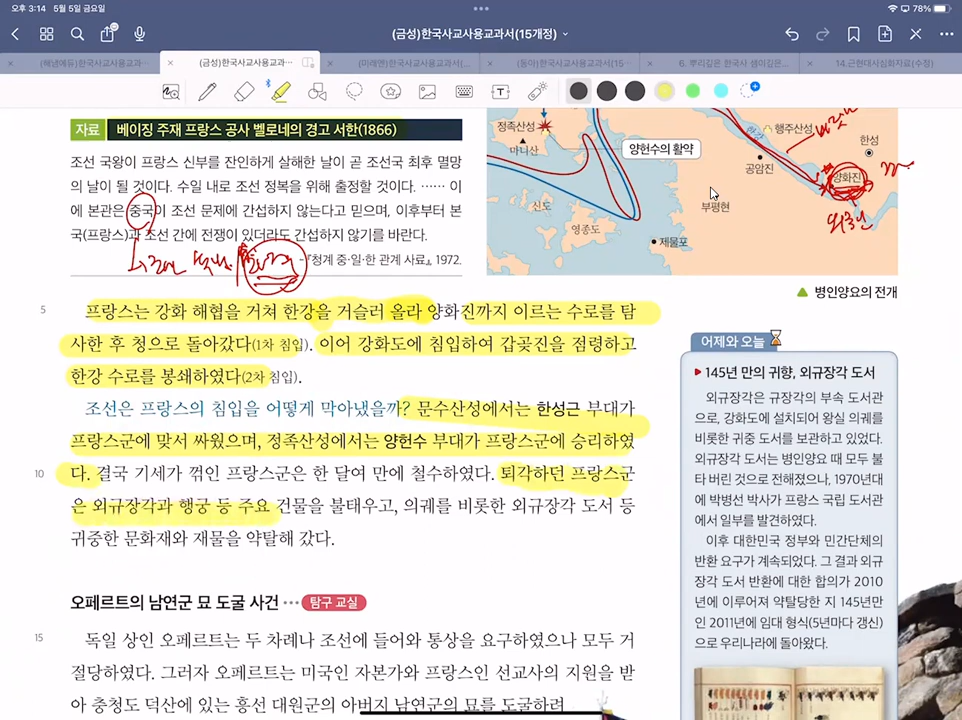 오후 3:14 5월 5일 금요일
78%
(금성)한국사교사용교과서(15개정)
(해냄에듀)한국사교사용교과…
(금성)한국사교사용교과…
(미래엔)한국사교사용교과서(…
(동아)한국사교사용교과서(15…
6. 뿌리깊은 한국사 샘이깊은…
14.근현대사심화자료(수정)
자료 베이징 주재 프랑스 공사 벨로네의 경고 서한(1866)
조선 국왕이 프랑스 신부를 잔인하게 살해한 날이 곧 조선국 최후 멸망
의 날이 될 것이다. 수일 내로 조선 정복을 위해 출정할 것이다. …… 이
에 본관은 중국이 조선 문제에 간섭하지 않는다고 믿으며, 이후부터 본
국(프랑스)과 조선 간에 전쟁이 있더라도 간섭하지 않기를 바란다.
-『청계 중·일·한 관계 사료』, 1972.
정족산성
마니산
양헌수의 활약
행주산성
한성
공암진
양화진
부평현
신도
영종도
제물포
외국인
병인양요의 전개
5 프랑스는 강화 해협을 거쳐 한강을 거슬러 올라 양화진까지 이르는 수로를 탐
사한 후 청으로 돌아갔다(1차 침입). 이어 강화도에 침입하여 갑곶진을 점령하고
한강 수로를 봉쇄하였다(2차 침입).
조선은 프랑스의 침입을 어떻게 막아냈을까? 문수산성에서는 한성근 부대가
프랑스군에 맞서 싸웠으며, 정족산성에서는 양헌수 부대가 프랑스군에 승리하였
10 다. 결국 기세가 꺾인 프랑스군은 한 달여 만에 철수하였다. 퇴각하던 프랑스군
은 외규장각과 행궁 등 주요 건물을 불태우고, 의궤를 비롯한 외규장각 도서 등
귀중한 문화재와 재물을 약탈해 갔다.
오페르트의 남연군 묘 도굴 사건 ••• 탐구 교실
15 독일 상인 오페르트는 두 차례나 조선에 들어와 통상을 요구하였으나 모두 거
절당하였다. 그러자 오페르트는 미국인 자본가와 프랑스인 선교사의 지원을 받
아 충청도 덕산에 있는 흥선 대원군의 아버지 남연군의 묘를 도굴하려
어제와 오늘
145년 만의 귀향, 외규장각 도서
외규장각은 규장각의 부속 도서관
으로, 강화도에 설치되어 왕실 의궤를
비롯한 귀중 도서를 보관하고 있었다.
외규장각 도서는 병인양요 때 모두 불
타 버린 것으로 전해졌으나, 1970년대
에 박병선 박사가 프랑스 국립 도서관
에서 일부를 발견하였다.
이후 대한민국 정부와 민간단체의
반환 요구가 계속되었다. 그 결과 외규
장각 도서 반환에 대한 합의가 2010
년에 이루어져 약탈당한 지 145년만
인 2011년에 임대 형식(5년마다 갱신)
으로 우리나라에 돌아왔다.